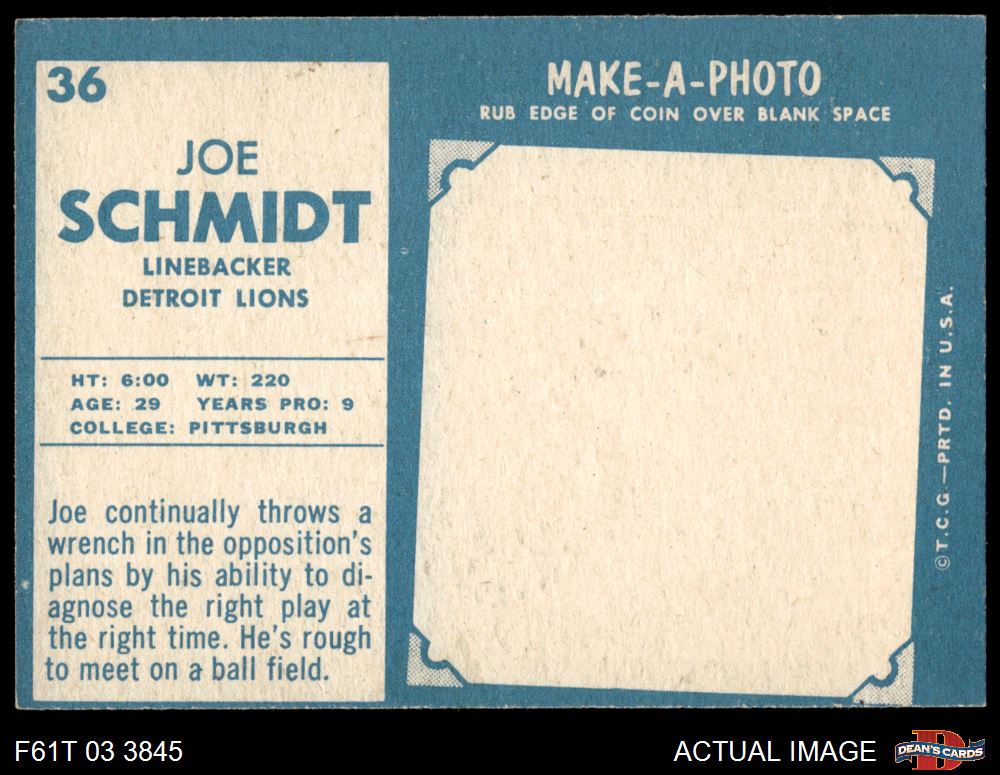 36
JOE
SCHMIDT
LINEBACKER
DETROIT LIONS
HT: 6:00 WT: 220
AGE: 29 YEARS PRO: 9
COLLEGE: PITTSBURGH
Joe continually throws a
wrench in the opposition's
plans by his ability to di-
agnose the right play at
the right time. He's rough
to meet on a ball field.
MAKE-A-PHOTO
RUB EDGE OF COIN OVER BLANK SPACE
©T.C.G.—PRTD. IN U.S.A.
F61T 03 3845
ACTUAL IMAGE
DEAN'S CARDS